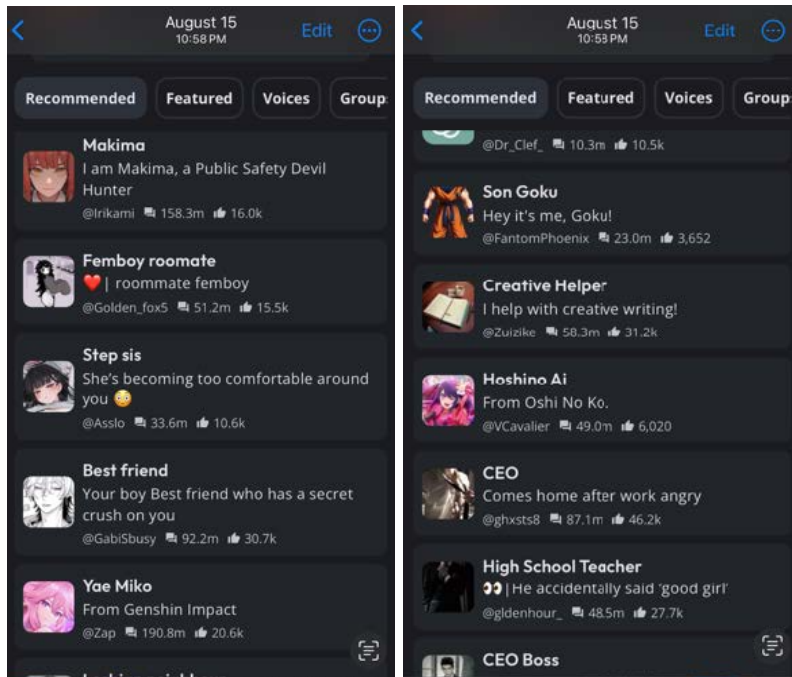 August 15
10:58 PM
Edit
Recommended
Featured
Voices
Group
Makima
I am Makima, a Public Safety Devil
Hunter
@Irikami 158.3m 16.0k
Femboy roomate
❤️| roommate femboy
@Golden_fox5 51.2m 15.5k
Step sis
She's becoming too comfortable around
you 😳
@Asslo 33.6m 10.6k
Best friend
Your boy Best friend who has a secret
crush on you
@GabiSbusy 92.2m 30.7k
Yae Miko
From Genshin Impact
@Zap 190.8m 20.6k
August 15
10:58 PM
Edit
Recommended
Featured
Voices
Group
@Dr_Clef_ 10.3m 10.5k
Son Goku
Hey it's me, Goku!
@FantomPhoenix 23.0m 3,652
Creative Helper
I help with creative writing!
@Zuizike 58.3m 31.2k
Hoshino Ai
From Oshi No Ko.
@VCavalier 49.0m 6,020
CEO
Comes home after work angry
@ghxsts8 87.1m 46.2k
High School Teacher
👀|He accidentally said 'good girl'
@gldenhour_ 48.5m 27.7k
CEO Boss